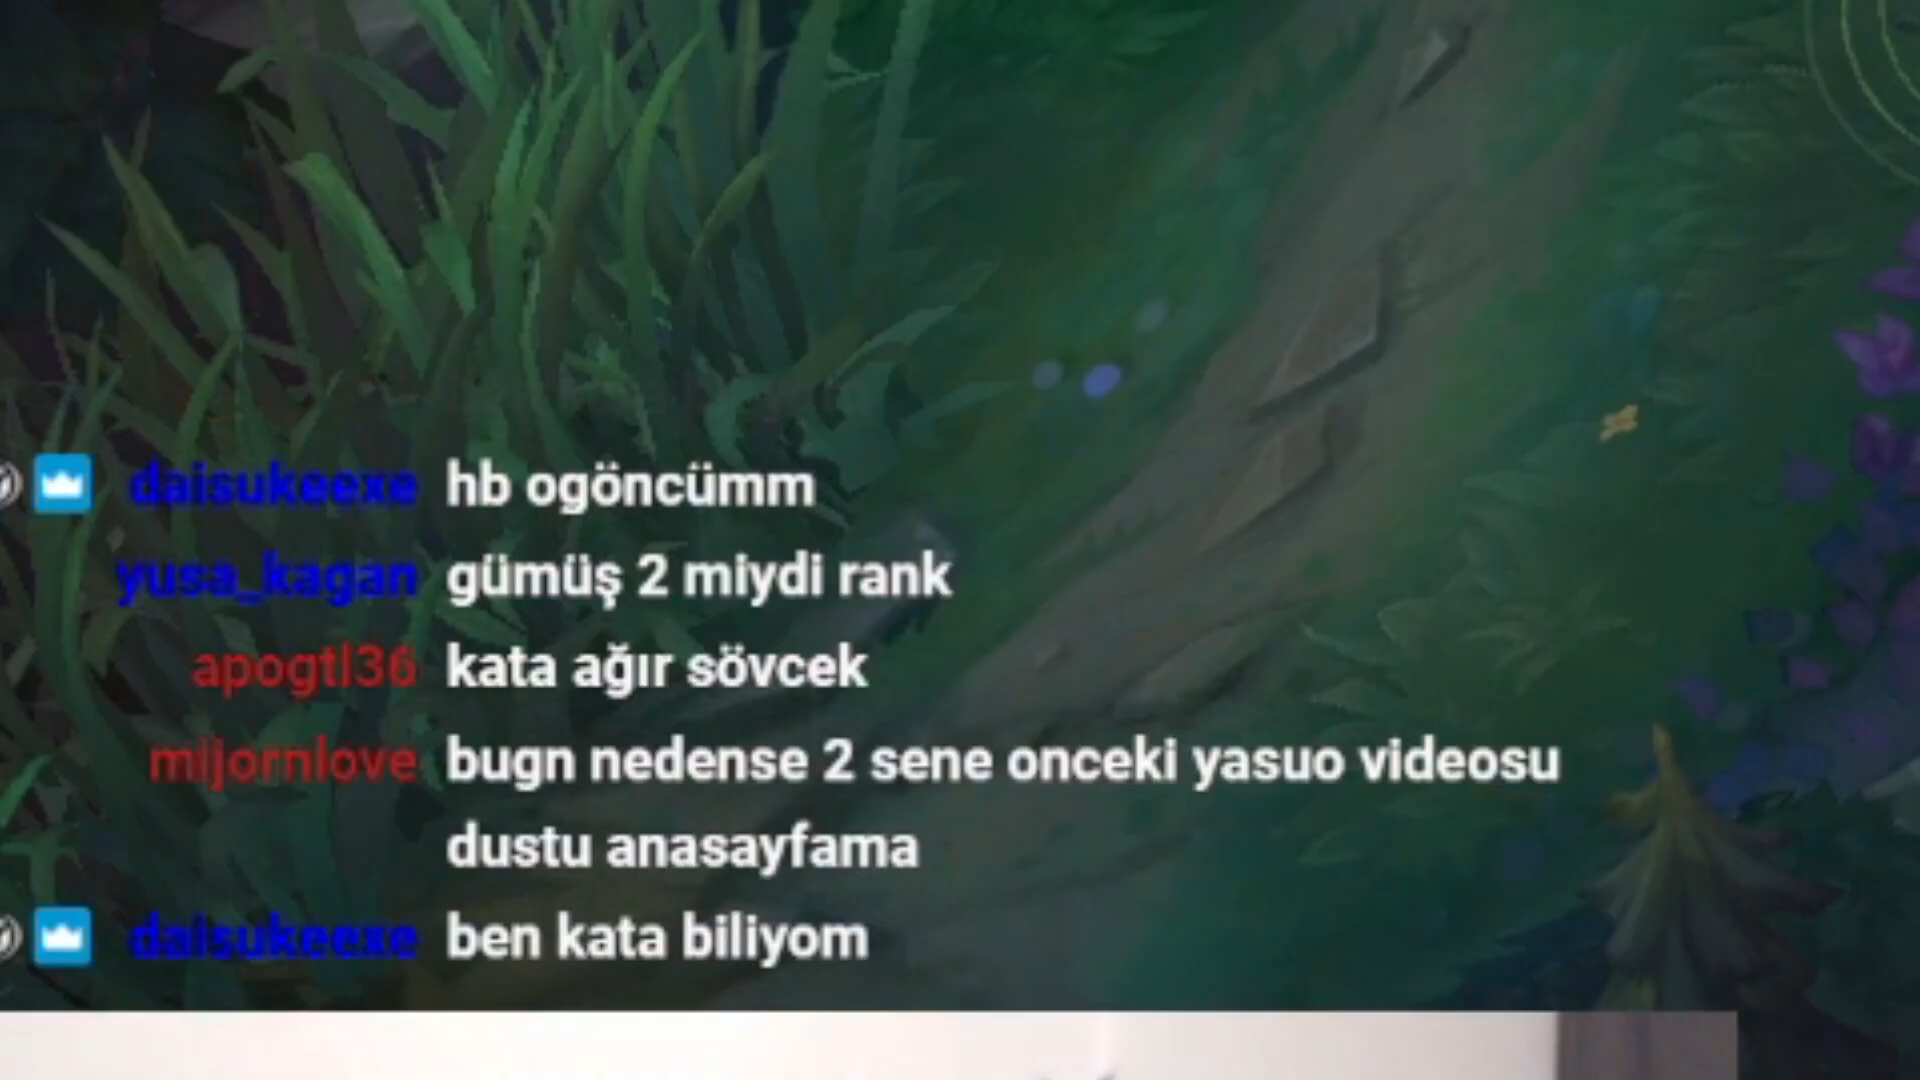 daisukeexe hb ogöncümm
yusa_kagan gümüş 2 miydi rank
apogtl36 kata ağır sövcek
mijornlove bugn nedense 2 sene onceki yasuo videosu
dustu anasayfama
daisukeexe ben kata biliyom